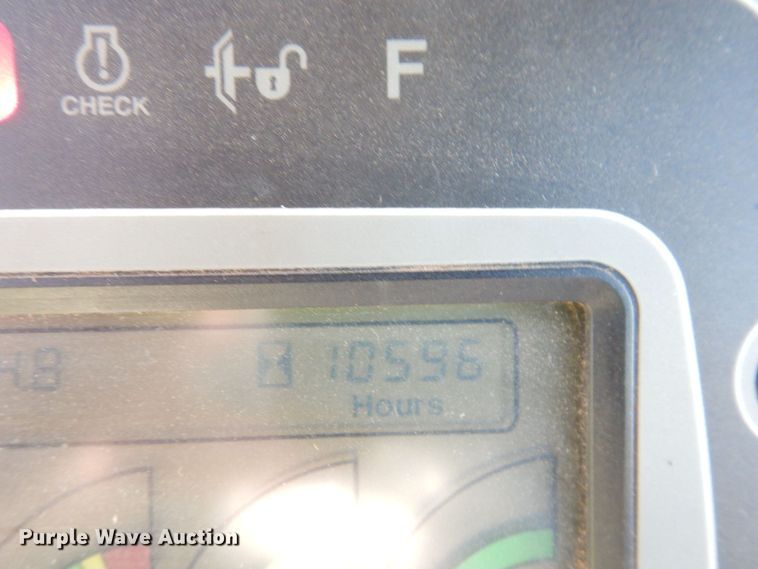 F
CHECK
10596
Hours
Purple Wave Auction